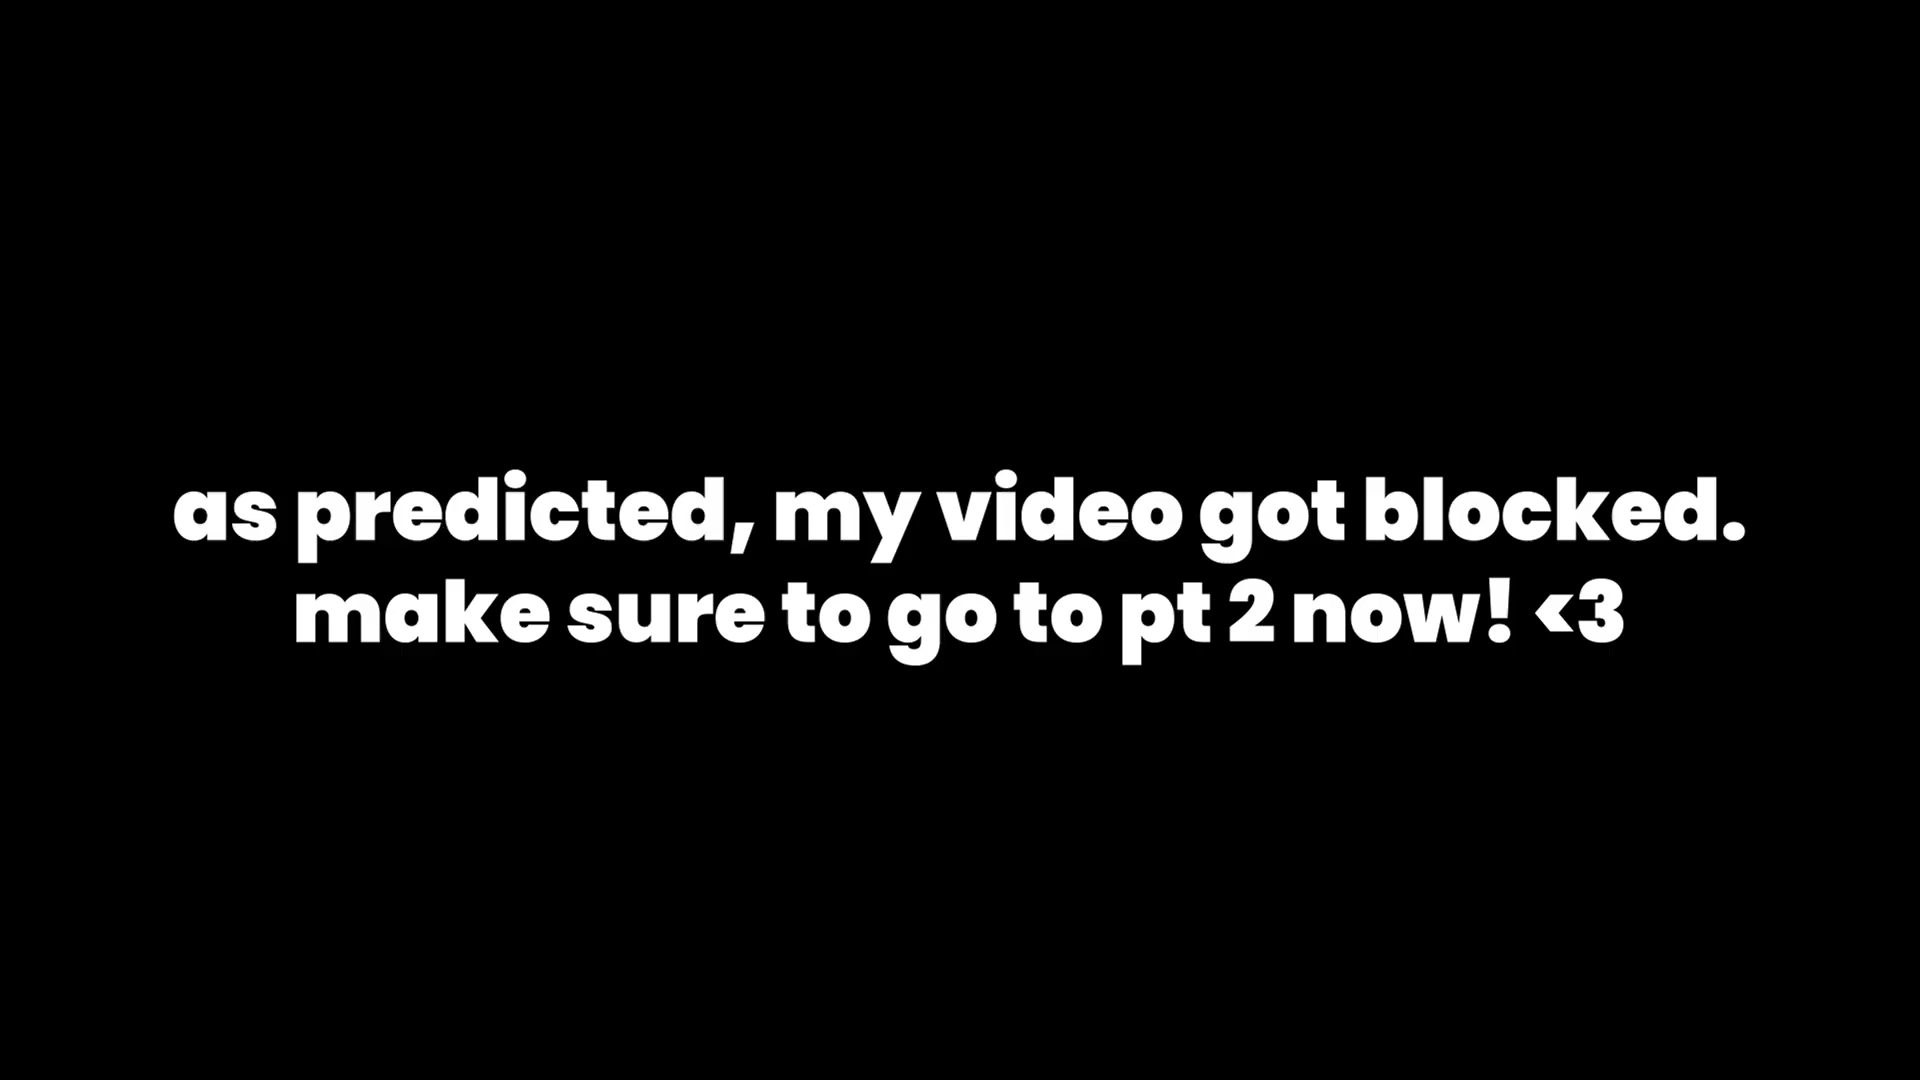 as predicted, my video got blocked.
make sure to go to pt 2 now! <3